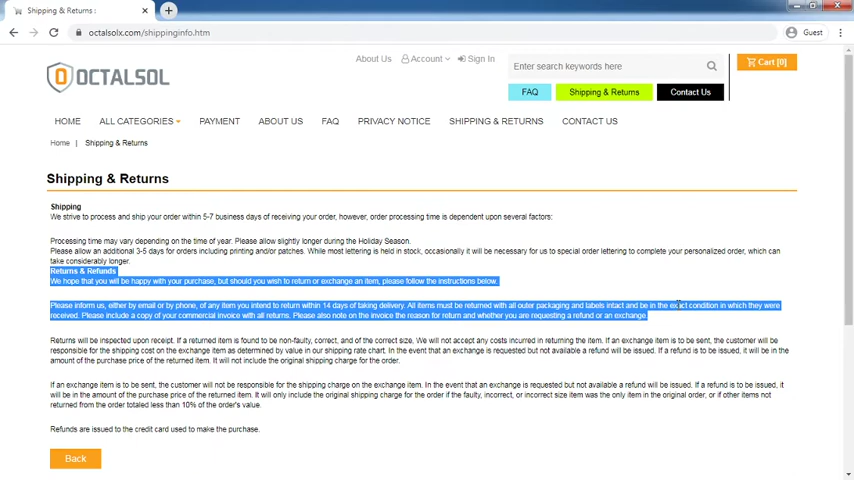 Shipping & Returns :
octalsolx.com/shippinginfo.htm
Guest
About Us
Account
Sign In
Enter search keywords here
Cart [0]
OCTALSOL
FAQ
Shipping & Returns
Contact Us
HOME
ALL CATEGORIES
PAYMENT
ABOUT US
FAQ
PRIVACY NOTICE
SHIPPING & RETURNS
CONTACT US
Home | Shipping & Returns
Shipping & Returns
Shipping
We strive to process and ship your order within 5-7 business days of receiving your order, however, order processing time is dependent upon several factors:
Processing time may vary depending on the time of year. Please allow slightly longer during the Holiday Season.
Please allow an additional 3-5 days for orders including printing and/or patches. While most lettering is held in stock, occasionally it will be necessary for us to special order lettering to complete your personalized order, which can
take considerably longer.
Returns & Refunds
We hope that you will be happy with your purchase, but should you wish to return or exchange an item, please follow the instructions below.
Please inform us, either by email or by phone, of any item you intend to return within 14 days of taking delivery. All items must be returned with all outer packaging and labels intact and be in the exact condition in which they were
received. Please include a copy of your commercial invoice with all returns. Please also note on the invoice the reason for return and whether you are requesting a refund or an exchange.
Returns will be inspected upon receipt. If a returned item is found to be non-faulty, correct, and of the correct size, We will not accept any costs incurred in returning the item. If an exchange item is to be sent, the customer will be
responsible for the shipping cost on the exchange item as determined by value in our shipping rate chart. In the event that an exchange is requested but not available a refund will be issued. If a refund is to be issued, it will be in the
amount of the purchase price of the returned item. It will not include the original shipping charge for the order.
If an exchange item is to be sent, the customer will not be responsible for the shipping charge on the exchange item. In the event that an exchange is requested but not available a refund will be issued. If a refund is to be issued, it
will be in the amount of the purchase price of the returned item. It will only include the original shipping charge for the order if the faulty, incorrect, or incorrect size item was the only item in the original order, or if other items not
returned from the order totaled less than 10% of the order's value.
Refunds are issued to the credit card used to make the purchase.
Back